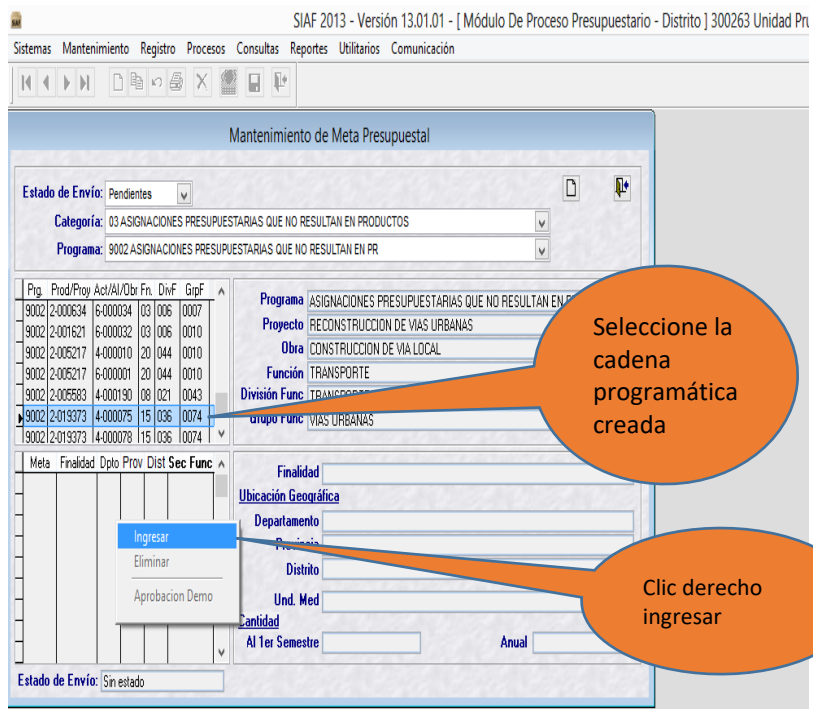 SIAF 2013 - Versión 13.01.01 - [ Módulo De Proceso Presupuestario - Distrito ] 300263 Unidad Pru
Sistemas Mantenimiento Registro Procesos Consultas Reportes Utilitarios Comunicación
Mantenimiento de Meta Presupuestal
Estado de Envío: Pendientes
Categoría: 03 ASIGNACIONES PRESUPUESTARIAS QUE NO RESULTAN EN PRODUCTOS
Programa: 9002 ASIGNACIONES PRESUPUESTARIAS QUE NO RESULTAN EN PR
Prg. Prod/Proy Act/AI/Obr Fn. DivF GrpF
9002 2-000634 6-000034 03 006 0007
9002 2-001621 6-000032 03 006 0010
9002 2-005217 4-000010 20 044 0010
9002 2-005217 6-000001 20 044 0010
9002 2-005583 4-000190 08 021 0043
9002 2-019373 4-000075 15 036 0074
9002 2-019373 4-000078 15 036 0074
Programa ASIGNACIONES PRESUPUESTARIAS QUE NO RESULTAN EN
Proyecto RECONSTRUCCION DE VIAS URBANAS
Obra CONSTRUCCION DE VIA LOCAL
Función TRANSPORTE
División Func TRANSPORTE
Grupo Func VIAS URBANAS
Seleccione la
cadena
programática
creada
Meta Finalidad Dpto Prov Dist Sec Func
Ingresar
Eliminar
Aprobacion Demo
Finalidad
Ubicación Geográfica
Departamento
Provincia
Distrito
Und. Med
Cantidad
Al 1er Semestre
Anual
Clic derecho
ingresar
Estado de Envío: Sin estado